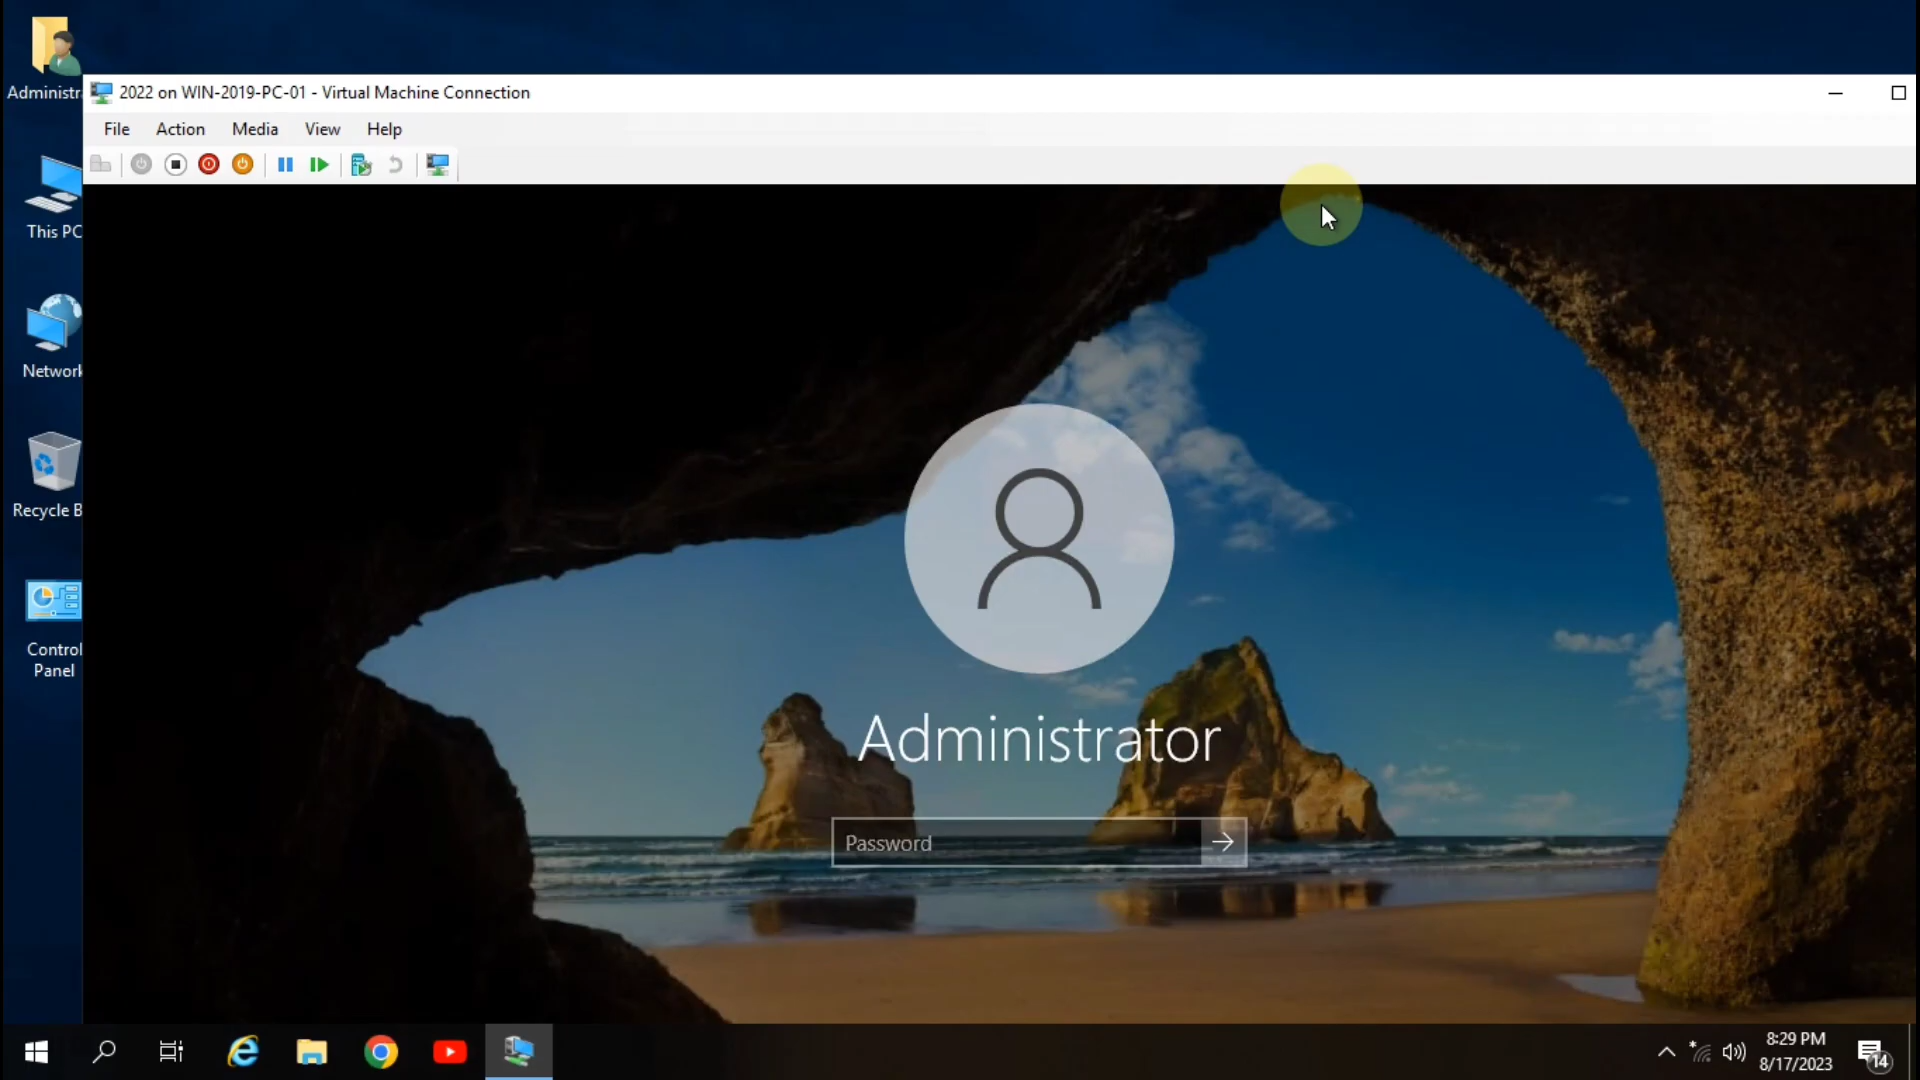 Administr
2022 on WIN-2019-PC-01 - Virtual Machine Connection
File Action Media View Help
This PC
Network
Recycle B
Control
Panel
Administrator
Password
8:29 PM
8/17/2023
14